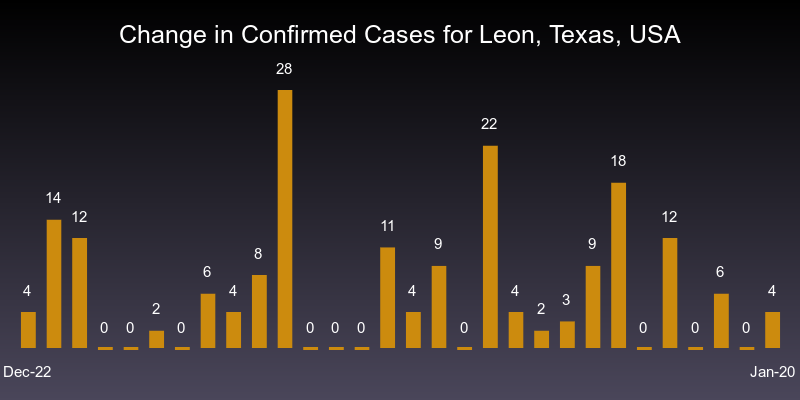 Change in Confirmed Cases for Leon, Texas, USA
4 14 12 0 0 2 0 6 4 8 28 0 0 0 11 4 9 0 22 4 2 3 9 18 0 12 0 6 0 4
Dec-22 Jan-20